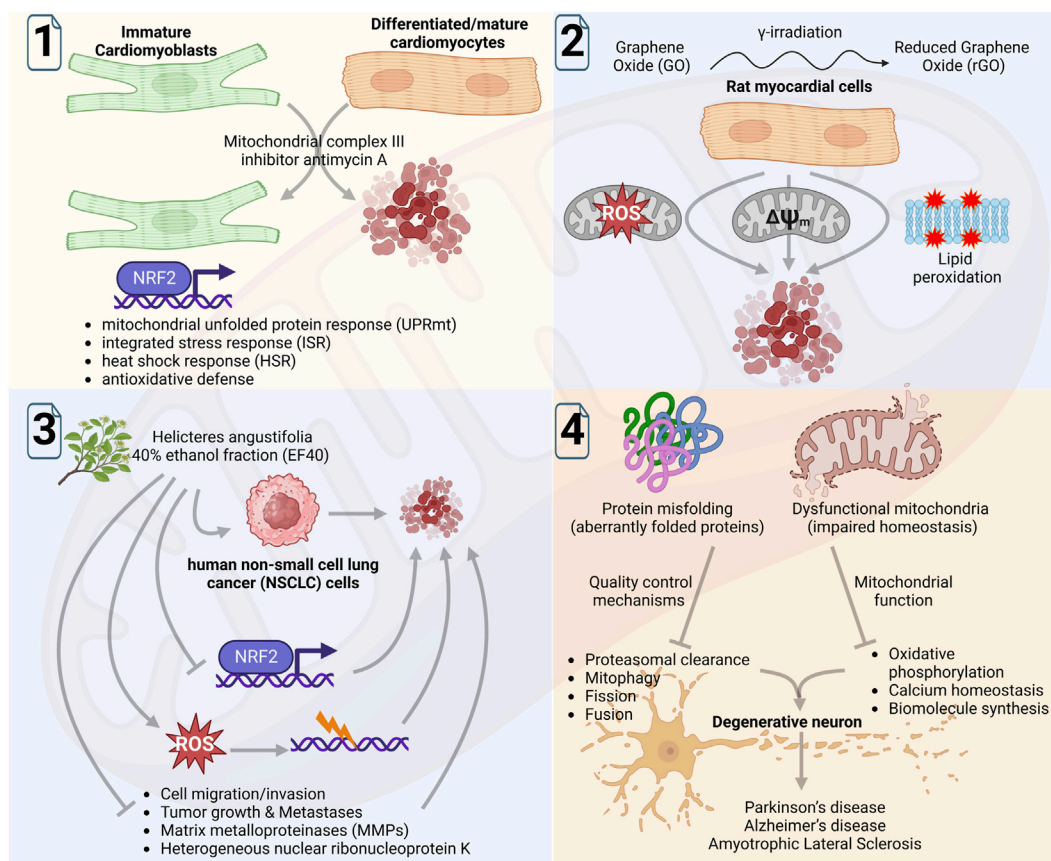 1
Immature
Cardiomyoblasts
Differentiated/mature
cardiomyocytes
Mitochondrial complex III
inhibitor antimycin A
NRF2
• mitochondrial unfolded protein response (UPRmt)
• integrated stress response (ISR)
• heat shock response (HSR)
• antioxidative defense
2
Graphene
Oxide (GO)
γ-irradiation
Reduced Graphene
Oxide (rGO)
Rat myocardial cells
ROS
ΔΨm
Lipid
peroxidation
3
Helicteres angustifolia
40% ethanol fraction (EF40)
human non-small cell lung
cancer (NSCLC) cells
NRF2
ROS
• Cell migration/invasion
• Tumor growth & Metastases
• Matrix metalloproteinases (MMPs)
• Heterogeneous nuclear ribonucleoprotein K
4
Protein misfolding
(aberrantly folded proteins)
Dysfunctional mitochondria
(impaired homeostasis)
Quality control
mechanisms
Mitochondrial
function
• Proteasomal clearance
• Mitophagy
• Fission
• Fusion
• Oxidative
phosphorylation
• Calcium homeostasis
• Biomolecule synthesis
Degenerative neuron
Parkinson's disease
Alzheimer's disease
Amyotrophic Lateral Sclerosis